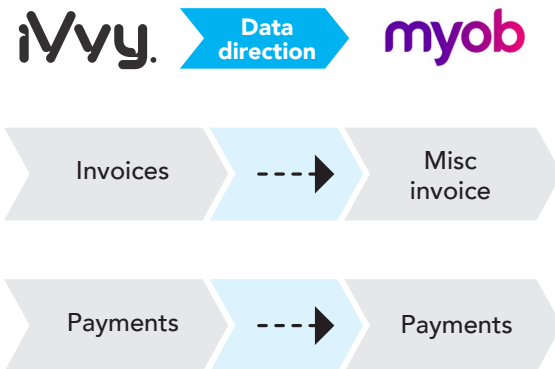 iVvy.
Data
direction
myob
Invoices
Misc
invoice
Payments
Payments